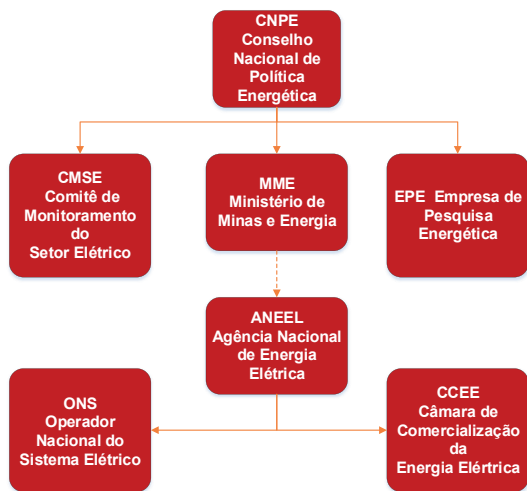 CNPE
Conselho
Nacional de
Política
Energética
CMSE
Comitê de
Monitoramento
do
Setor Elétrico
MME
Ministério de
Minas e Energia
EPE Empresa de
Pesquisa
Energética
ANEEL
Agência Nacional
de Energia
Elétrica
ONS
Operador
Nacional do
Sistema Elétrico
CCEE
Câmara de
Comercialização
da
Energia Elértrica